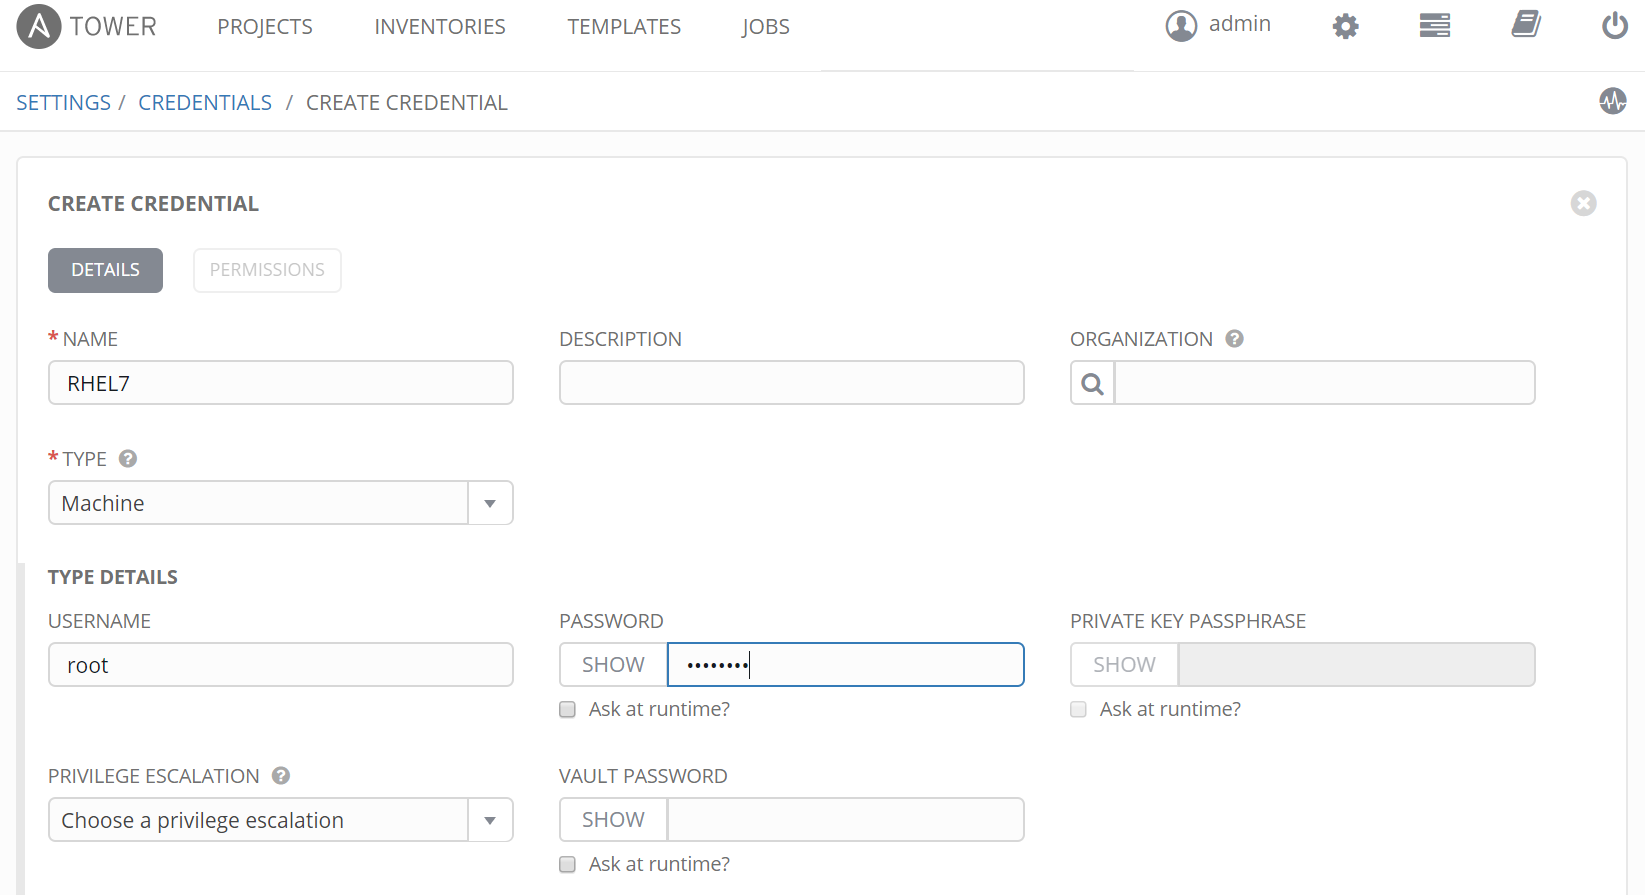 TOWER PROJECTS INVENTORIES TEMPLATES JOBS admin
SETTINGS / CREDENTIALS / CREATE CREDENTIAL
CREATE CREDENTIAL
DETAILS PERMISSIONS
* NAME DESCRIPTION ORGANIZATION ?
RHEL7
* TYPE ?
Machine
TYPE DETAILS
USERNAME PASSWORD PRIVATE KEY PASSPHRASE
root SHOW •••••••• SHOW
Ask at runtime? Ask at runtime?
PRIVILEGE ESCALATION ? VAULT PASSWORD
Choose a privilege escalation SHOW
Ask at runtime?